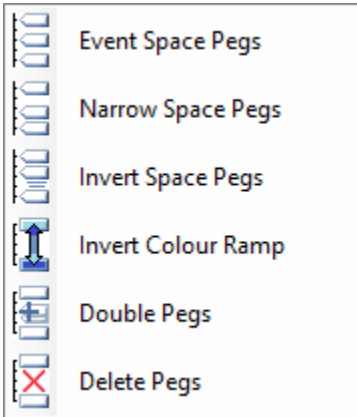 Event Space Pegs
Narrow Space Pegs
Invert Space Pegs
Invert Colour Ramp
Double Pegs
Delete Pegs